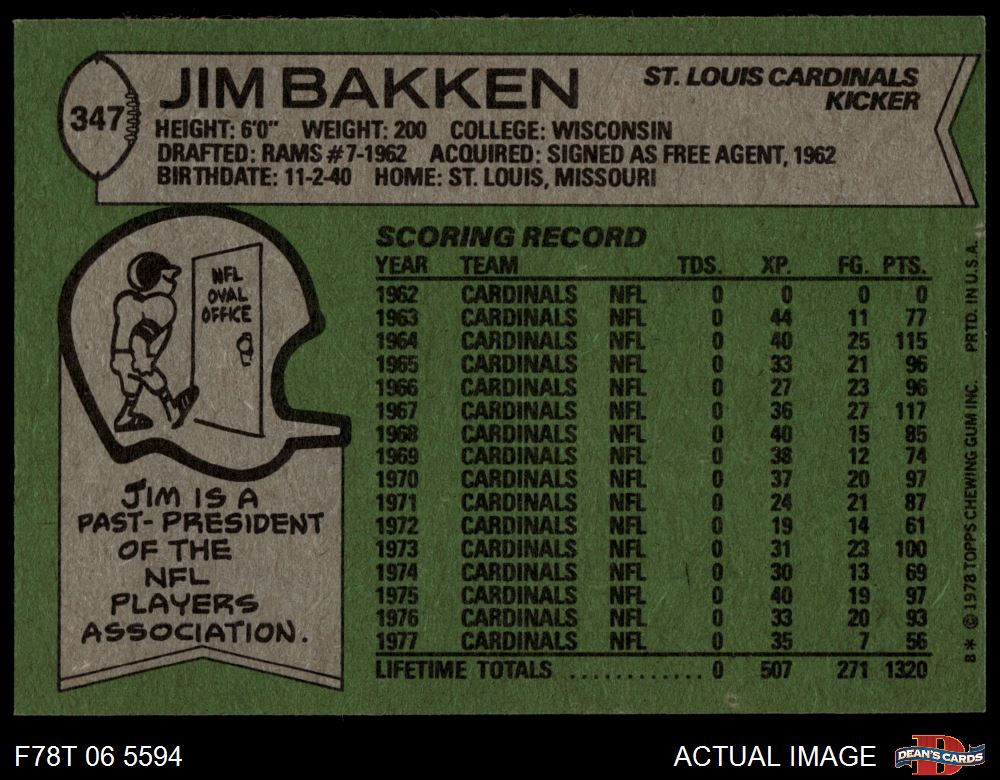 347
JIM BAKKEN
ST. LOUIS CARDINALS
KICKER
HEIGHT: 6'0" WEIGHT: 200 COLLEGE: WISCONSIN
DRAFTED: RAMS #7-1962 ACQUIRED: SIGNED AS FREE AGENT, 1962
BIRTHDATE: 11-2-40 HOME: ST. LOUIS, MISSOURI
NFL
OVAL
OFFICE
JIM IS A
PAST-PRESIDENT
OF THE
NFL
PLAYERS
ASSOCIATION.
SCORING RECORD
YEAR TEAM TDS. XP. FG. PTS.
1962 CARDINALS NFL 0 0 0 0
1963 CARDINALS NFL 0 44 11 77
1964 CARDINALS NFL 0 40 25 115
1965 CARDINALS NFL 0 33 21 96
1966 CARDINALS NFL 0 27 23 96
1967 CARDINALS NFL 0 36 27 117
1968 CARDINALS NFL 0 40 15 85
1969 CARDINALS NFL 0 38 12 74
1970 CARDINALS NFL 0 37 20 97
1971 CARDINALS NFL 0 24 21 87
1972 CARDINALS NFL 0 19 14 61
1973 CARDINALS NFL 0 31 23 100
1974 CARDINALS NFL 0 30 13 69
1975 CARDINALS NFL 0 40 19 97
1976 CARDINALS NFL 0 33 20 93
1977 CARDINALS NFL 0 35 7 56
LIFETIME TOTALS ............ 0 507 271 1320
8* © 1978 TOPPS CHEWING GUM INC. PRTD. IN U.S.A.
F78T 06 5594
ACTUAL IMAGE
D
DEAN'S CARDS